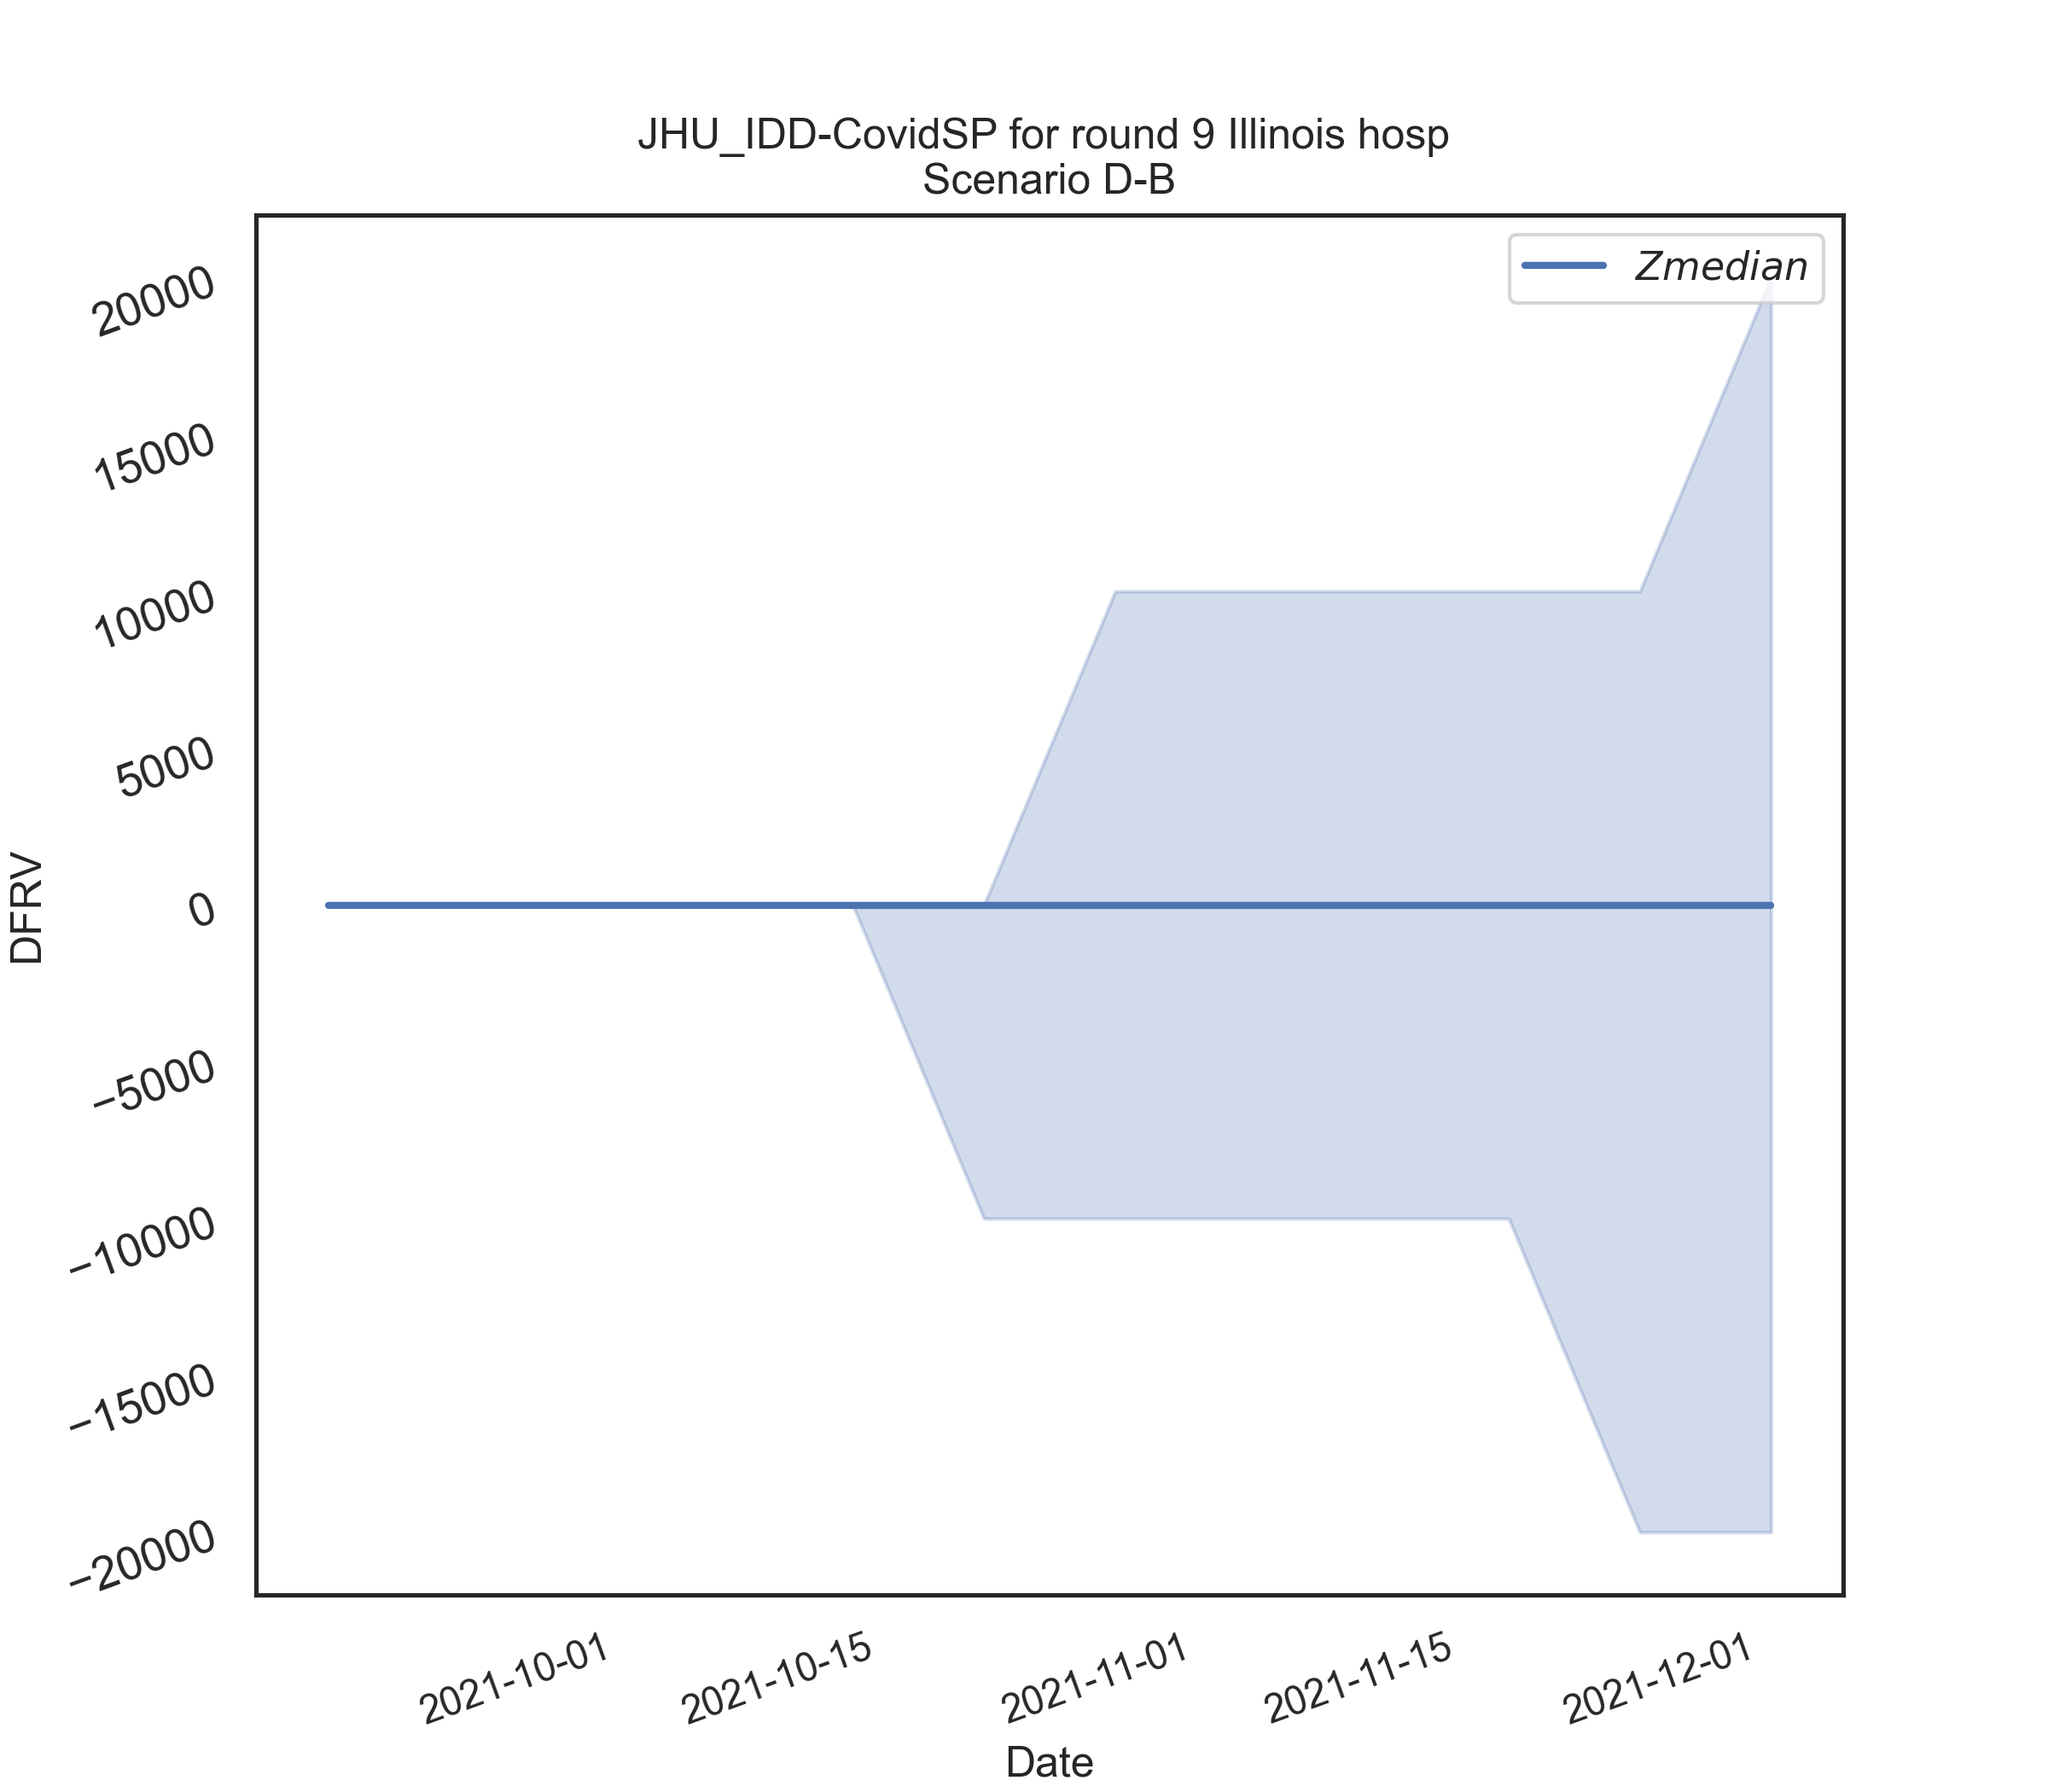 JHU_IDD-CovidSP for round 9 Illinois hosp
Scenario D-B
Zmedian
20000
15000
10000
5000
0
−5000
−10000
−15000
−20000
DFRV
2021-10-01
2021-10-15
2021-11-01
2021-11-15
2021-12-01
Date